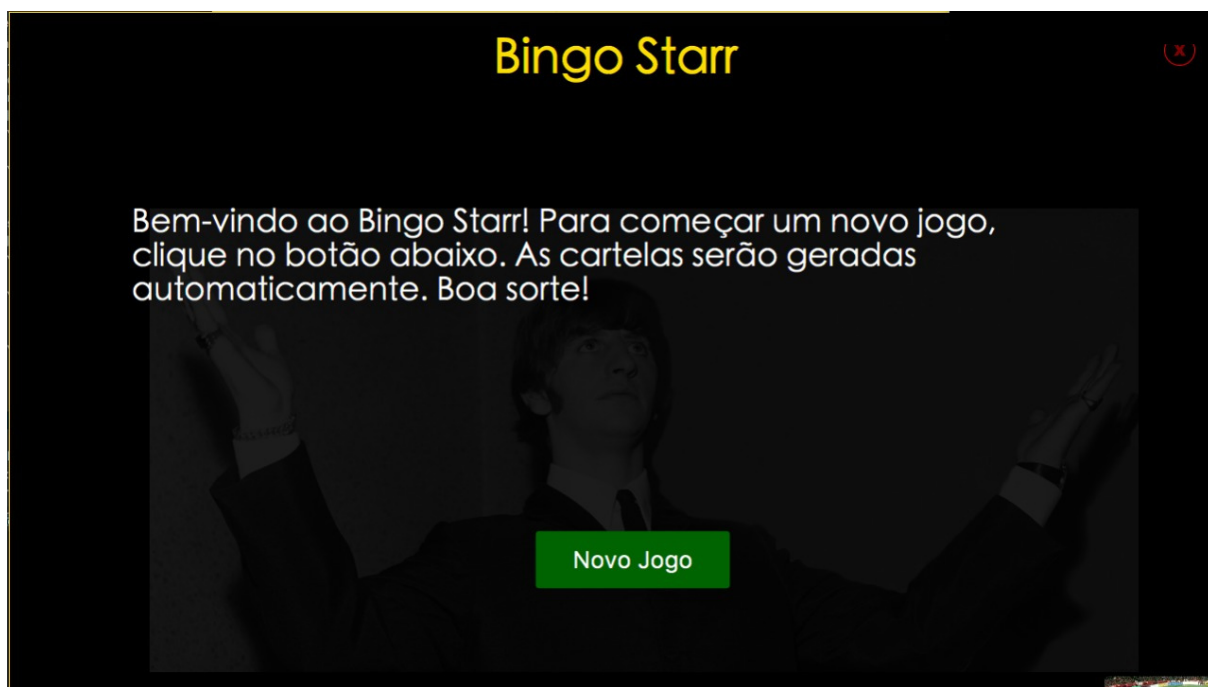 Bingo Starr
x
Bem-vindo ao Bingo Starr! Para começar um novo jogo,
clique no botão abaixo. As cartelas serão geradas
automaticamente. Boa sorte!
Novo Jogo